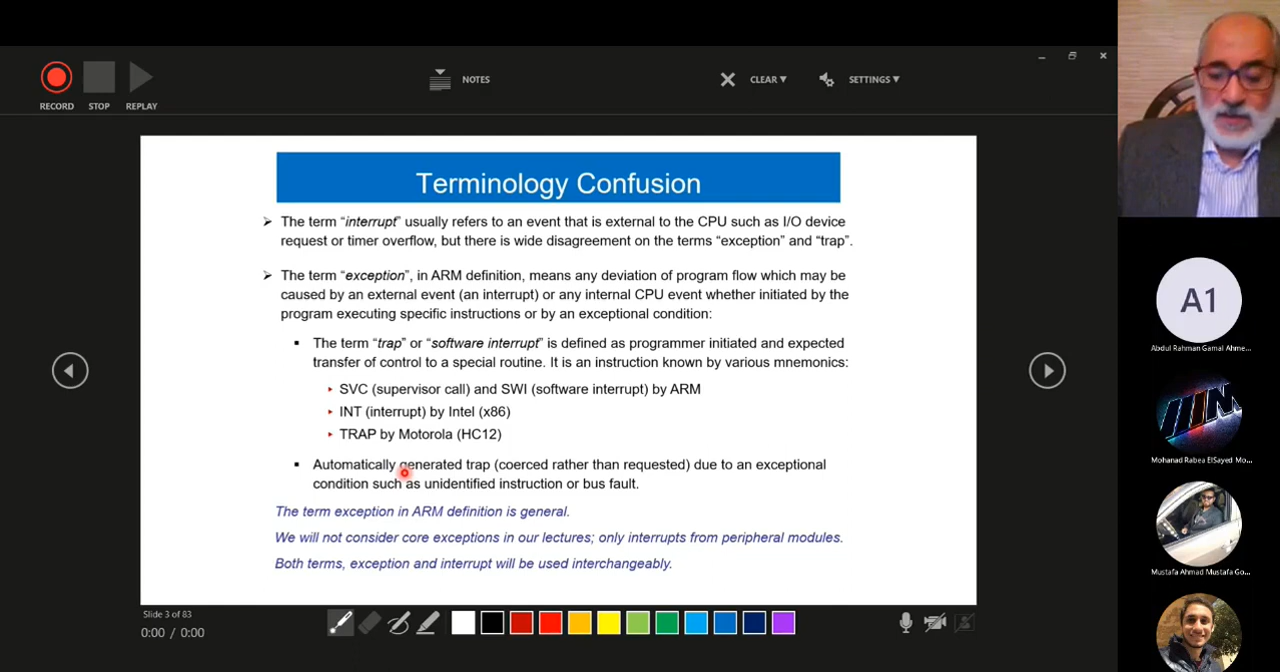 RECORD STOP REPLAY
NOTES
CLEAR
SETTINGS
Terminology Confusion
The term “interrupt” usually refers to an event that is external to the CPU such as I/O device
request or timer overflow, but there is wide disagreement on the terms “exception” and “trap”.
The term “exception”, in ARM definition, means any deviation of program flow which may be
caused by an external event (an interrupt) or any internal CPU event whether initiated by the
program executing specific instructions or by an exceptional condition:
The term “trap” or “software interrupt” is defined as programmer initiated and expected
transfer of control to a special routine. It is an instruction known by various mnemonics:
SVC (supervisor call) and SWI (software interrupt) by ARM
INT (interrupt) by Intel (x86)
TRAP by Motorola (HC12)
Automatically generated trap (coerced rather than requested) due to an exceptional
condition such as unidentified instruction or bus fault.
The term exception in ARM definition is general.
We will not consider core exceptions in our lectures; only interrupts from peripheral modules.
Both terms, exception and interrupt will be used interchangeably.
Slide 3 of 83
0:00 / 0:00
A1
Abdul Rahman Gamal Ahme...
Mohanad Rabea ElSayed Mo...
Mustafa Ahmad Mustafa Go...